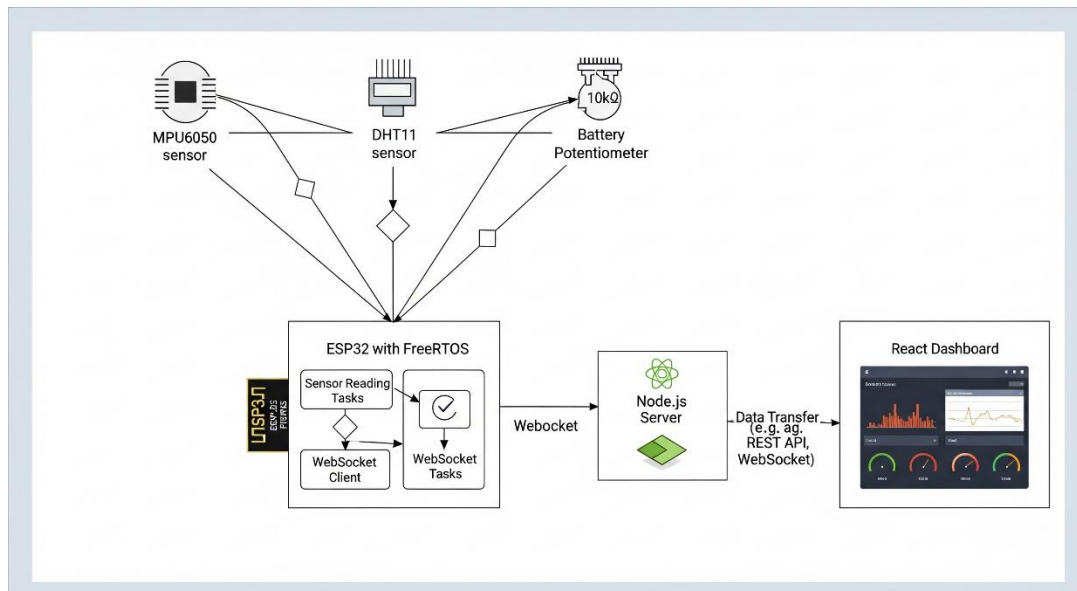 MPU6050
sensor
DHT11
sensor
10kΩ
Battery
Potentiometer
ESP32 with FreeRTOS
Sensor Reading
Tasks
WebSocket
Client
WebSocket
Tasks
Webocket
Node.js
Server
Data Transfer
(e.g. ag.
REST API,
WebSocket)
React Dashboard